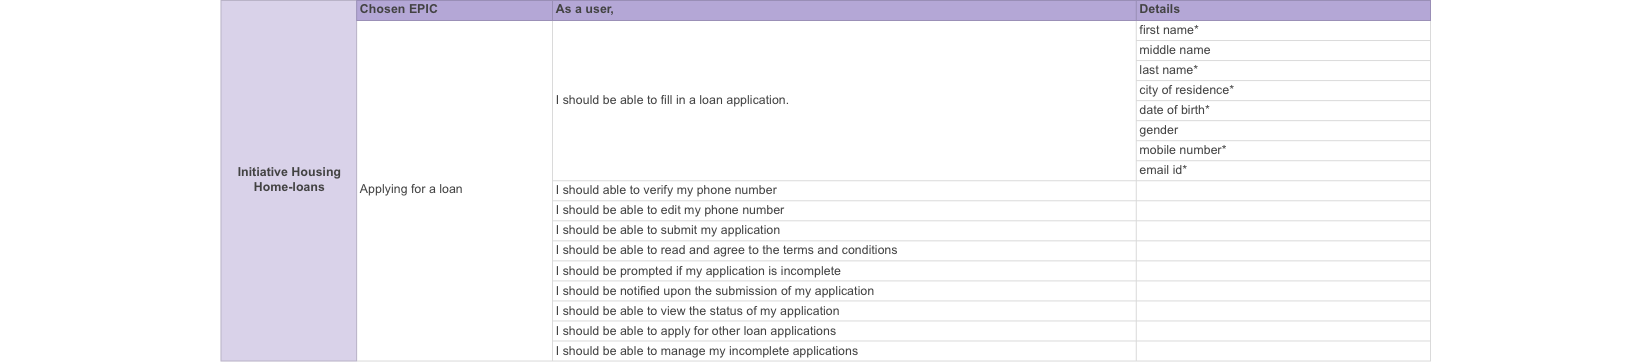 Chosen EPIC
As a user,
Details
Initiative Housing
Home-loans
Applying for a loan
I should be able to fill in a loan application.
first name*
middle name
last name*
city of residence*
date of birth*
gender
mobile number*
email id*
I should able to verify my phone number
I should be able to edit my phone number
I should be able to submit my application
I should be able to read and agree to the terms and conditions
I should be prompted if my application is incomplete
I should be notified upon the submission of my application
I should be able to view the status of my application
I should be able to apply for other loan applications
I should be able to manage my incomplete applications